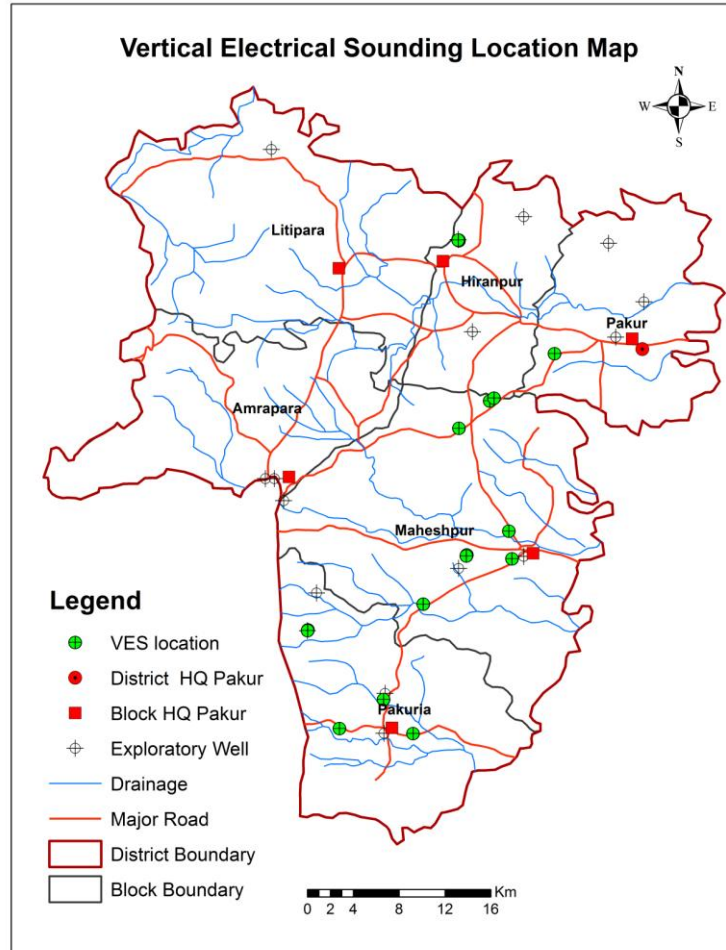 Vertical Electrical Sounding Location Map
N
W E
S
Litipara
Hiranpur
Pakur
Amrapara
Maheshpur
Pakuria
Legend
VES location
District HQ Pakur
Block HQ Pakur
Exploratory Well
Drainage
Major Road
District Boundary
Block Boundary
Km
0 2 4 8 12 16